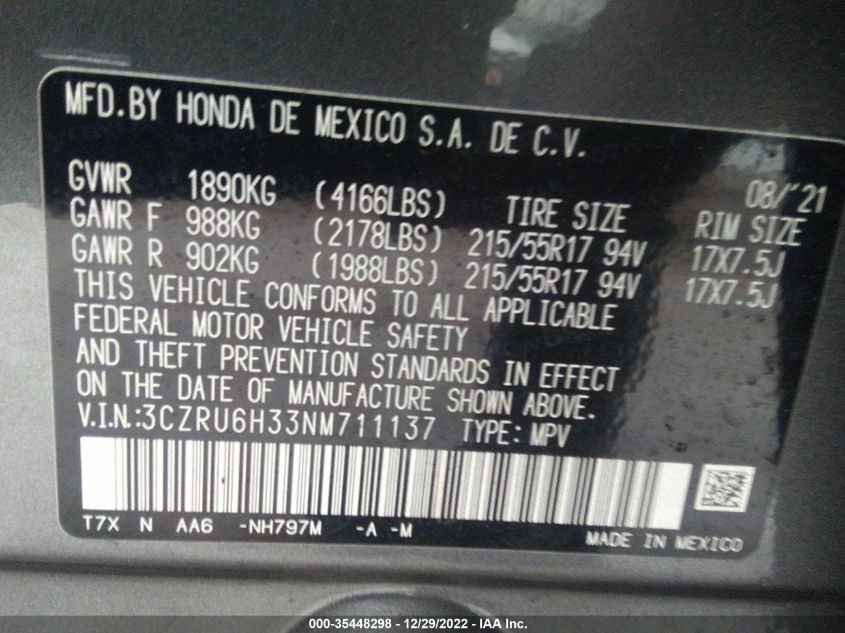 MFD.BY HONDA DE MEXICO S.A. DE C.V.
08/'21
GVWR 1890KG (4166LBS) TIRE SIZE RIM SIZE
GAWR F 988KG (2178LBS) 215/55R17 94V 17X7.5J
GAWR R 902KG (1988LBS) 215/55R17 94V 17X7.5J
THIS VEHICLE CONFORMS TO ALL APPLICABLE
FEDERAL MOTOR VEHICLE SAFETY
AND THEFT PREVENTION STANDARDS IN EFFECT
ON THE DATE OF MANUFACTURE SHOWN ABOVE.
V.I.N.:3CZRU6H33NM711137 TYPE: MPV
T7X N AA6 -NH797M -A -M
MADE IN MEXICO
000-35448298 - 12/29/2022 - IAA Inc.